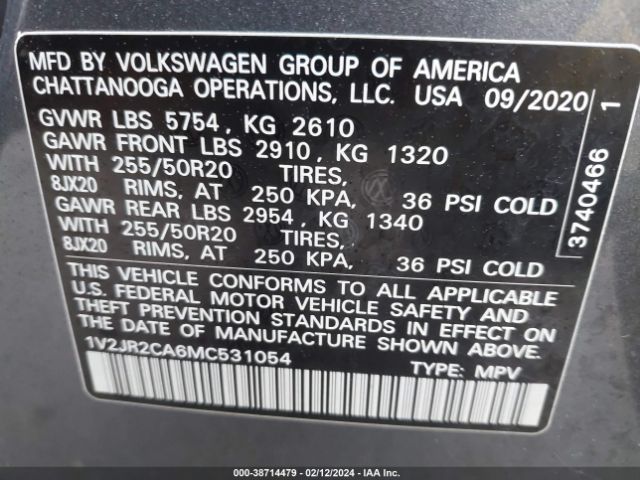 MFD BY VOLKSWAGEN GROUP OF AMERICA
CHATTANOOGA OPERATIONS, LLC. USA 09/2020
GVWR LBS 5754, KG 2610
GAWR FRONT LBS 2910, KG 1320
WITH 255/50R20 TIRES,
8JX20 RIMS, AT 250 KPA, 36 PSI COLD
GAWR REAR LBS 2954, KG 1340
WITH 255/50R20 TIRES,
8JX20 RIMS, AT 250 KPA, 36 PSI COLD
THIS VEHICLE CONFORMS TO ALL APPLICABLE
U.S. FEDERAL MOTOR VEHICLE SAFETY AND
THEFT PREVENTION STANDARDS IN EFFECT ON
THE DATE OF MANUFACTURE SHOWN ABOVE.
1V2JR2CA6MC531054 TYPE: MPV
3740466 1
000-38714479 - 02/12/2024 - IAAI.com